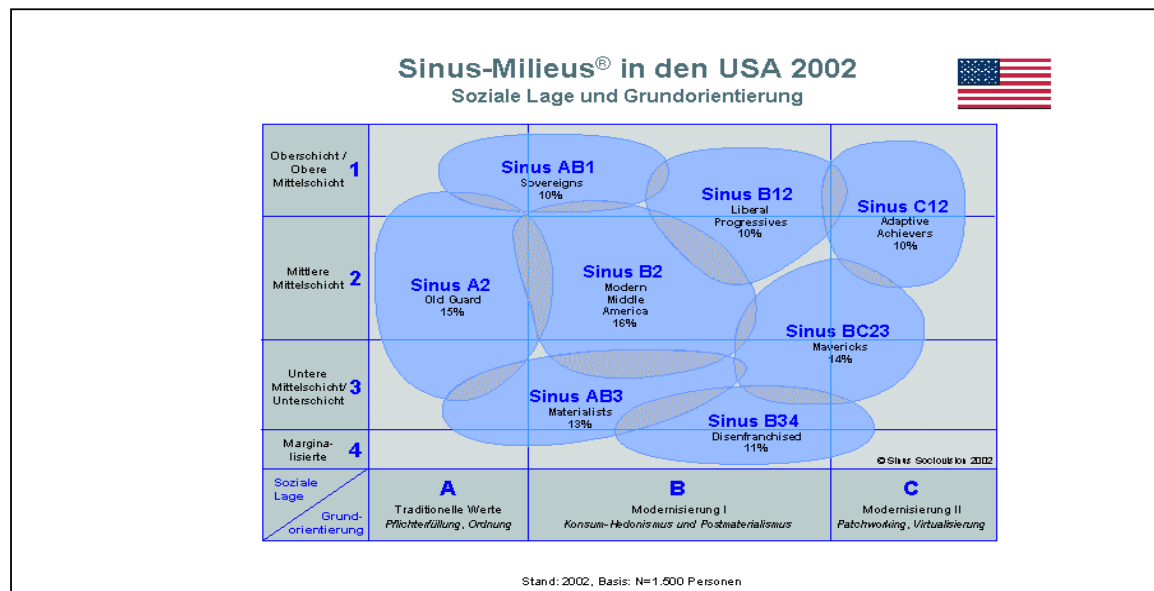 Sinus-Milieus® in den USA 2002
Soziale Lage und Grundorientierung
Oberschicht /
Obere
Mittelschicht
1
Mittlere
Mittelschicht
2
Untere
Mittelschicht/
Unterschicht
3
Margina-
lisierte
4
Sinus AB1
Sovereigns
10%
Sinus B12
Liberal
Progressives
10%
Sinus C12
Adaptive
Achievers
10%
Sinus A2
Old Guard
15%
Sinus B2
Modern
Middle
America
16%
Sinus BC23
Mavericks
14%
Sinus AB3
Materialists
13%
Sinus B34
Disenfranchised
11%
© Sinus Sociovision 2002
Soziale
Lage
Grund-
orientierung
A
Traditionelle Werte
Pflichterfüllung, Ordnung
B
Modernisierung I
Konsum-Hedonismus und Postmaterialismus
C
Modernisierung II
Patchworking, Virtualisierung
Stand: 2002, Basis: N=1.500 Personen